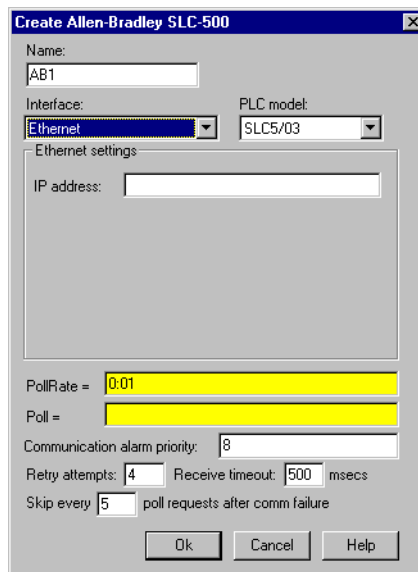 Create Allen-Bradley SLC-500
Name:
AB1
Interface: PLC model:
Ethernet SLC5/03
Ethernet settings
IP address:
PollRate = 0:01
Poll =
Communication alarm priority: 8
Retry attempts: 4 Receive timeout: 500 msecs
Skip every 5 poll requests after comm failure
Ok Cancel Help